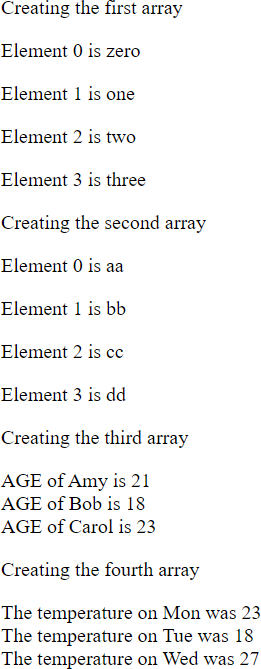 Creating the first array
Element 0 is zero
Element 1 is one
Element 2 is two
Element 3 is three
Creating the second array
Element 0 is aa
Element 1 is bb
Element 2 is cc
Element 3 is dd
Creating the third array
AGE of Amy is 21
AGE of Bob is 18
AGE of Carol is 23
Creating the fourth array
The temperature on Mon was 23
The temperature on Tue was 18
The temperature on Wed was 27